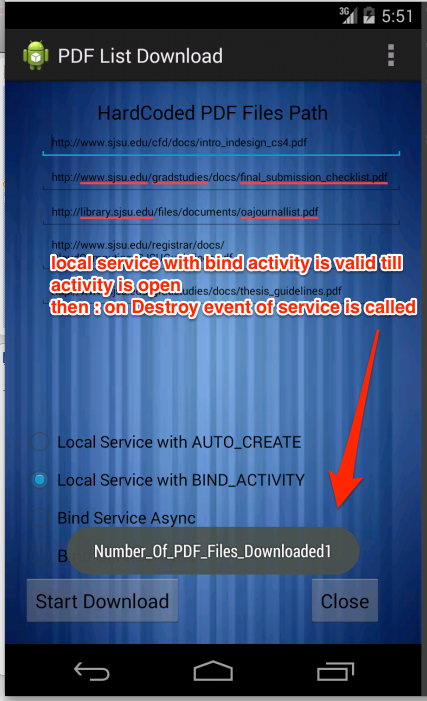 3G 5:51
PDF List Download
HardCoded PDF Files Path
http://www.sjsu.edu/cfd/docs/intro_indesign_cs4.pdf
http://www.sjsu.edu/gradstudies/docs/final_submission_checklist.pdf
http://library.sjsu.edu/files/documents/oajournallist.pdf
http://www.sjsu.edu/registrar/docs/
local service with bind activity is valid till
activity is open
thesis_guidelines.pdf
then : on Destroy event of service is called
Local Service with AUTO_CREATE
Local Service with BIND_ACTIVITY
Bind Service Async
B
Number_Of_PDF_Files_Downloaded1
Start Download Close